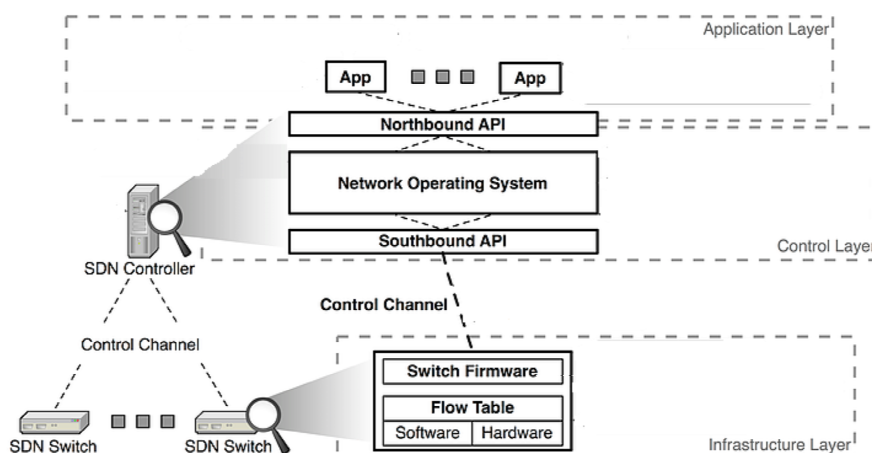 Application Layer
App
App
Northbound API
Network Operating System
Southbound API
Control Layer
SDN Controller
Control Channel
Control Channel
Switch Firmware
Flow Table
Software
Hardware
SDN Switch
SDN Switch
Infrastructure Layer